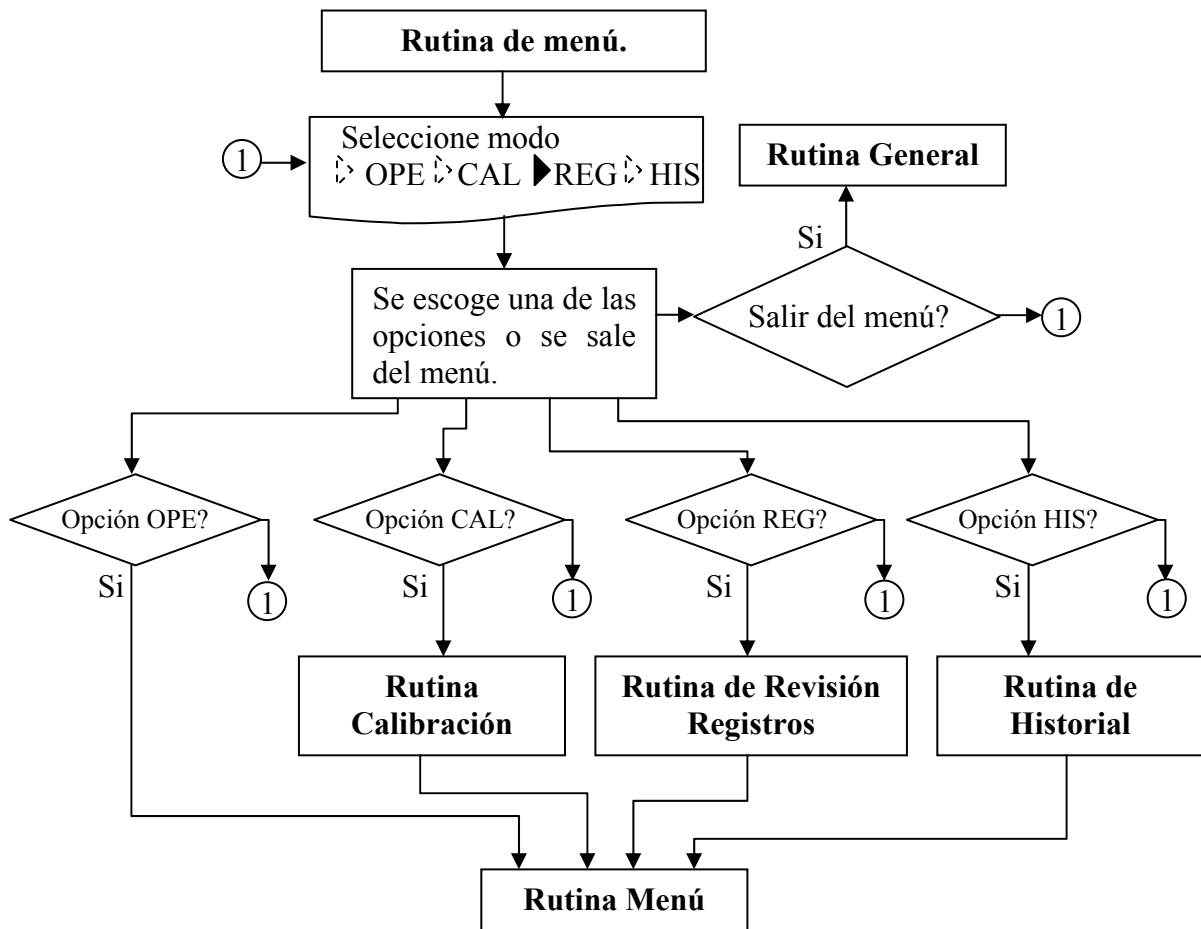 Rutina de menú.
Seleccione modo
1
OPE CAL REG HIS
Rutina General
Si
Se escoge una de las
opciones o se sale
del menú.
Salir del menú?
1
Opción OPE?
Opción CAL?
Opción REG?
Opción HIS?
Si
1
Si
1
Si
1
Si
1
Rutina
Calibración
Rutina de Revisión
Registros
Rutina de
Historial
Rutina Menú